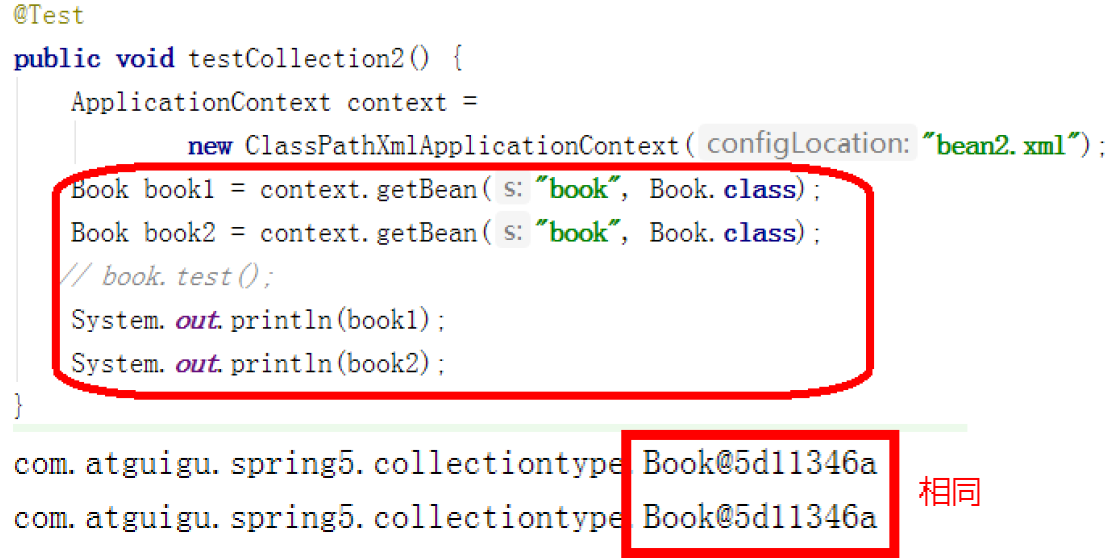 @Test
public void testCollection2() {
ApplicationContext context =
new ClassPathXmlApplicationContext( configLocation: "bean2.xml");
Book book1 = context.getBean( s: "book", Book.class);
Book book2 = context.getBean( s: "book", Book.class);
// book.test();
System.out.println(book1);
System.out.println(book2);
}
com.atguigu.spring5.collectiontype.Book@5d11346a
com.atguigu.spring5.collectiontype.Book@5d11346a
相同